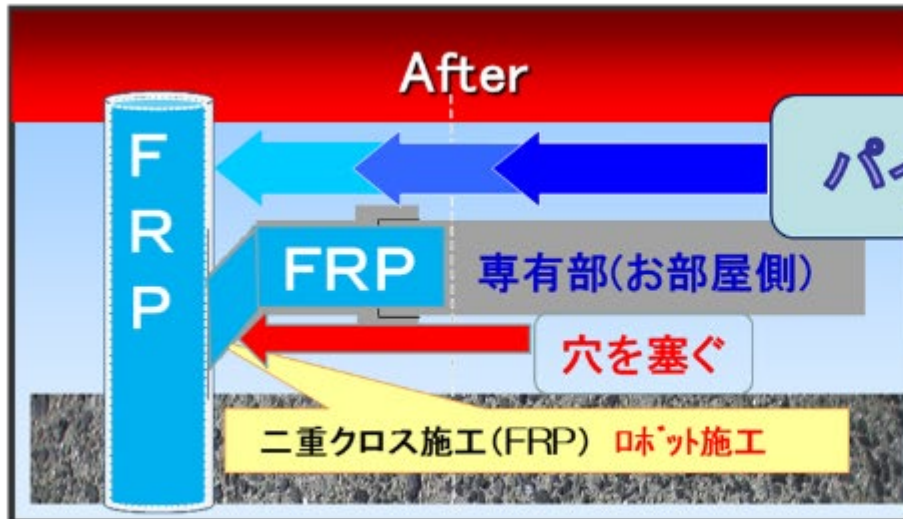 After
F
R
P
パイ
FRP
専有部(お部屋側)
穴を塞ぐ
二重クロス施工(FRP) ロボット施工